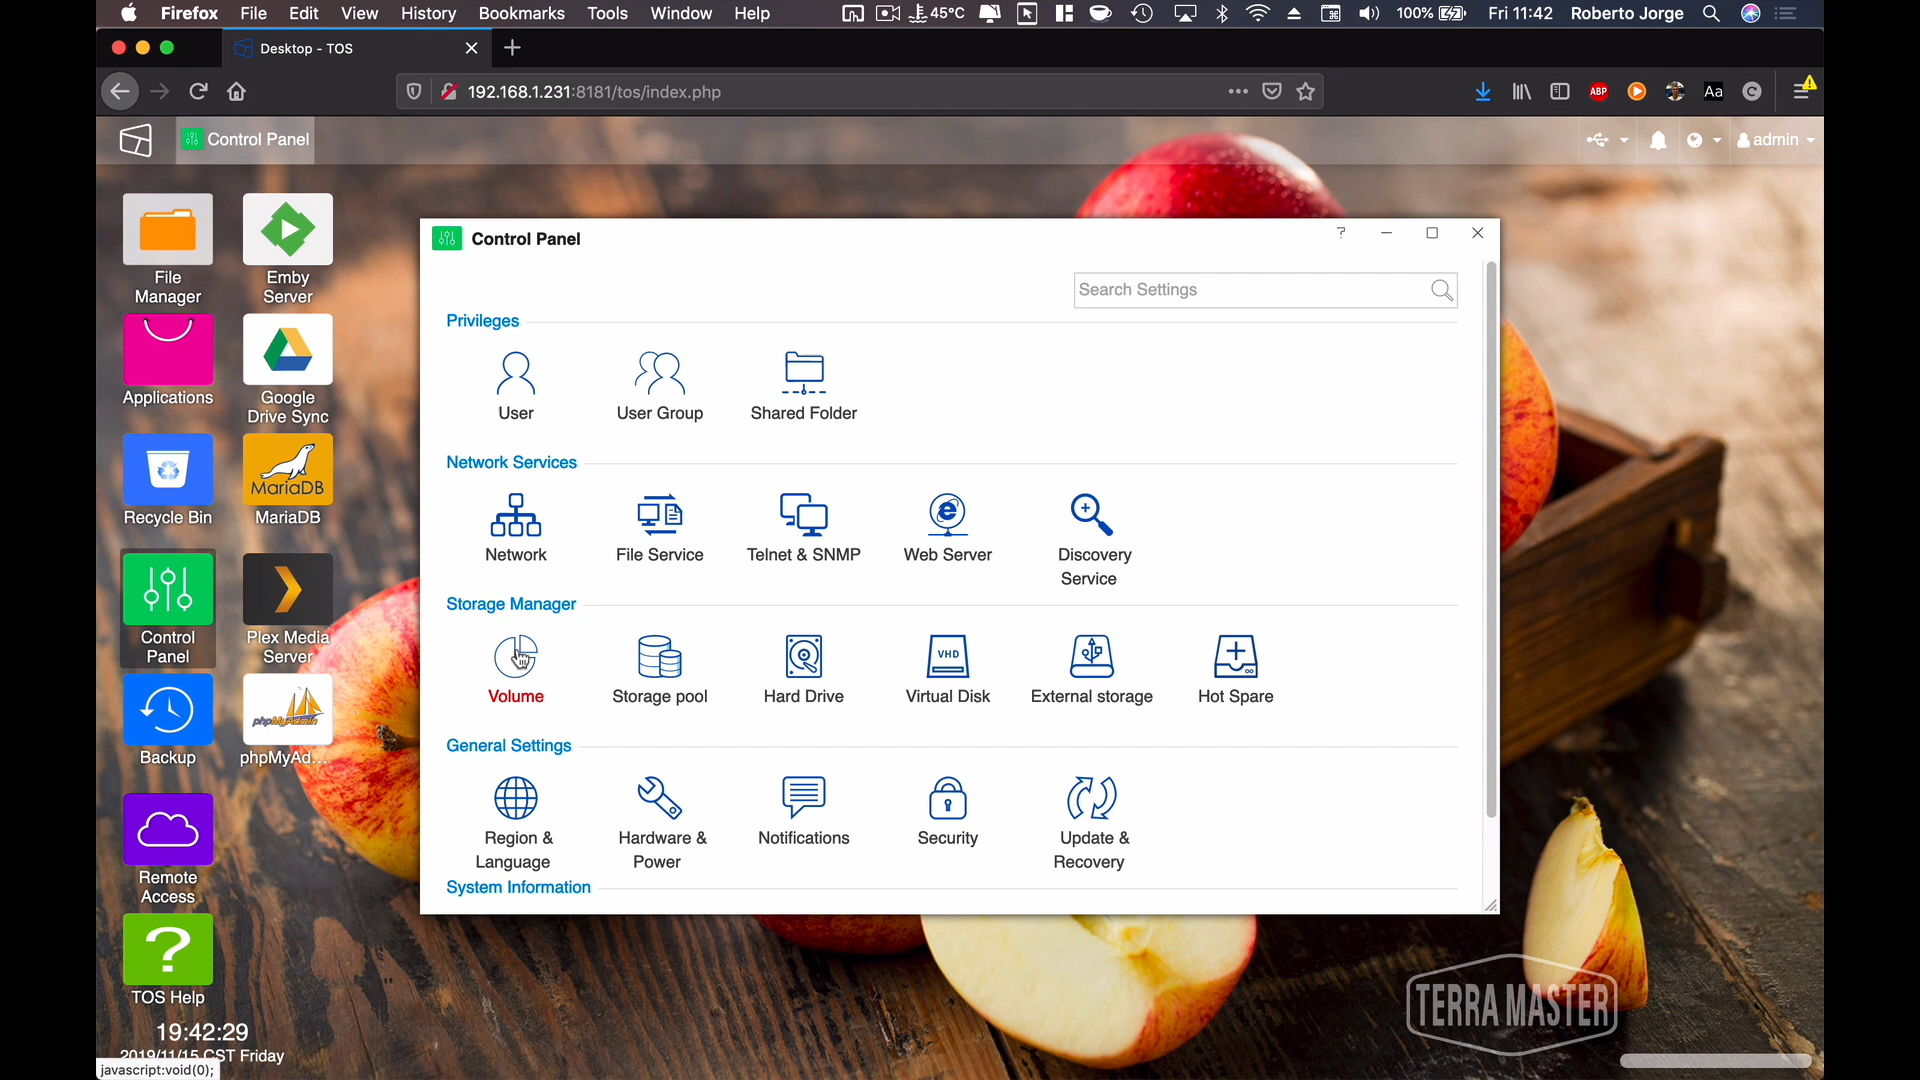 Firefox File Edit View History Bookmarks Tools Window Help 45°C 100% Fri 11:42 Roberto Jorge
Desktop - TOS
192.168.1.231:8181/tos/index.php
ABP
Aa
Control Panel
admin
File
Manager
Emby
Server
Applications
Google
Drive Sync
Recycle Bin
MariaDB
MariaDB
Control
Panel
Plex Media
Server
Backup
phpMyAdmin
phpMyAd...
Remote
Access
?
TOS Help
19:42:29
2019/11/15 CST Friday
javascript:void(0);
Control Panel
?
Search Settings
Privileges
User
User Group
Shared Folder
Network Services
Network
File Service
Telnet & SNMP
Web Server
Discovery
Service
Storage Manager
VHD
Volume
Storage pool
Hard Drive
Virtual Disk
External storage
Hot Spare
General Settings
Region &
Language
Hardware &
Power
Notifications
Security
Update &
Recovery
System Information
TERRA MASTER